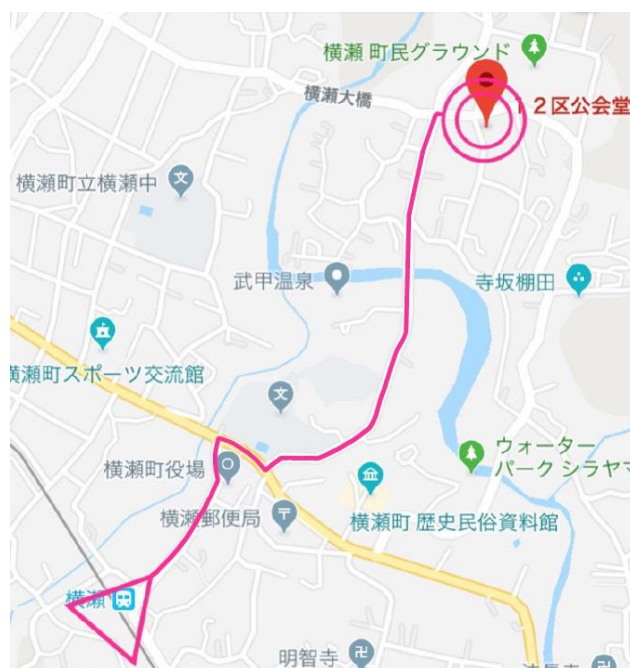 横瀬 町民グラウンド
横瀬大橋
12区公会堂
文
横瀬町立横瀬中
武甲温泉
寺坂棚田
横瀬町スポーツ交流館
文
ウォーター
パーク シラヤマ
横瀬町役場
横瀬町 歴史民俗資料館
横瀬郵便局
横瀬
明智寺